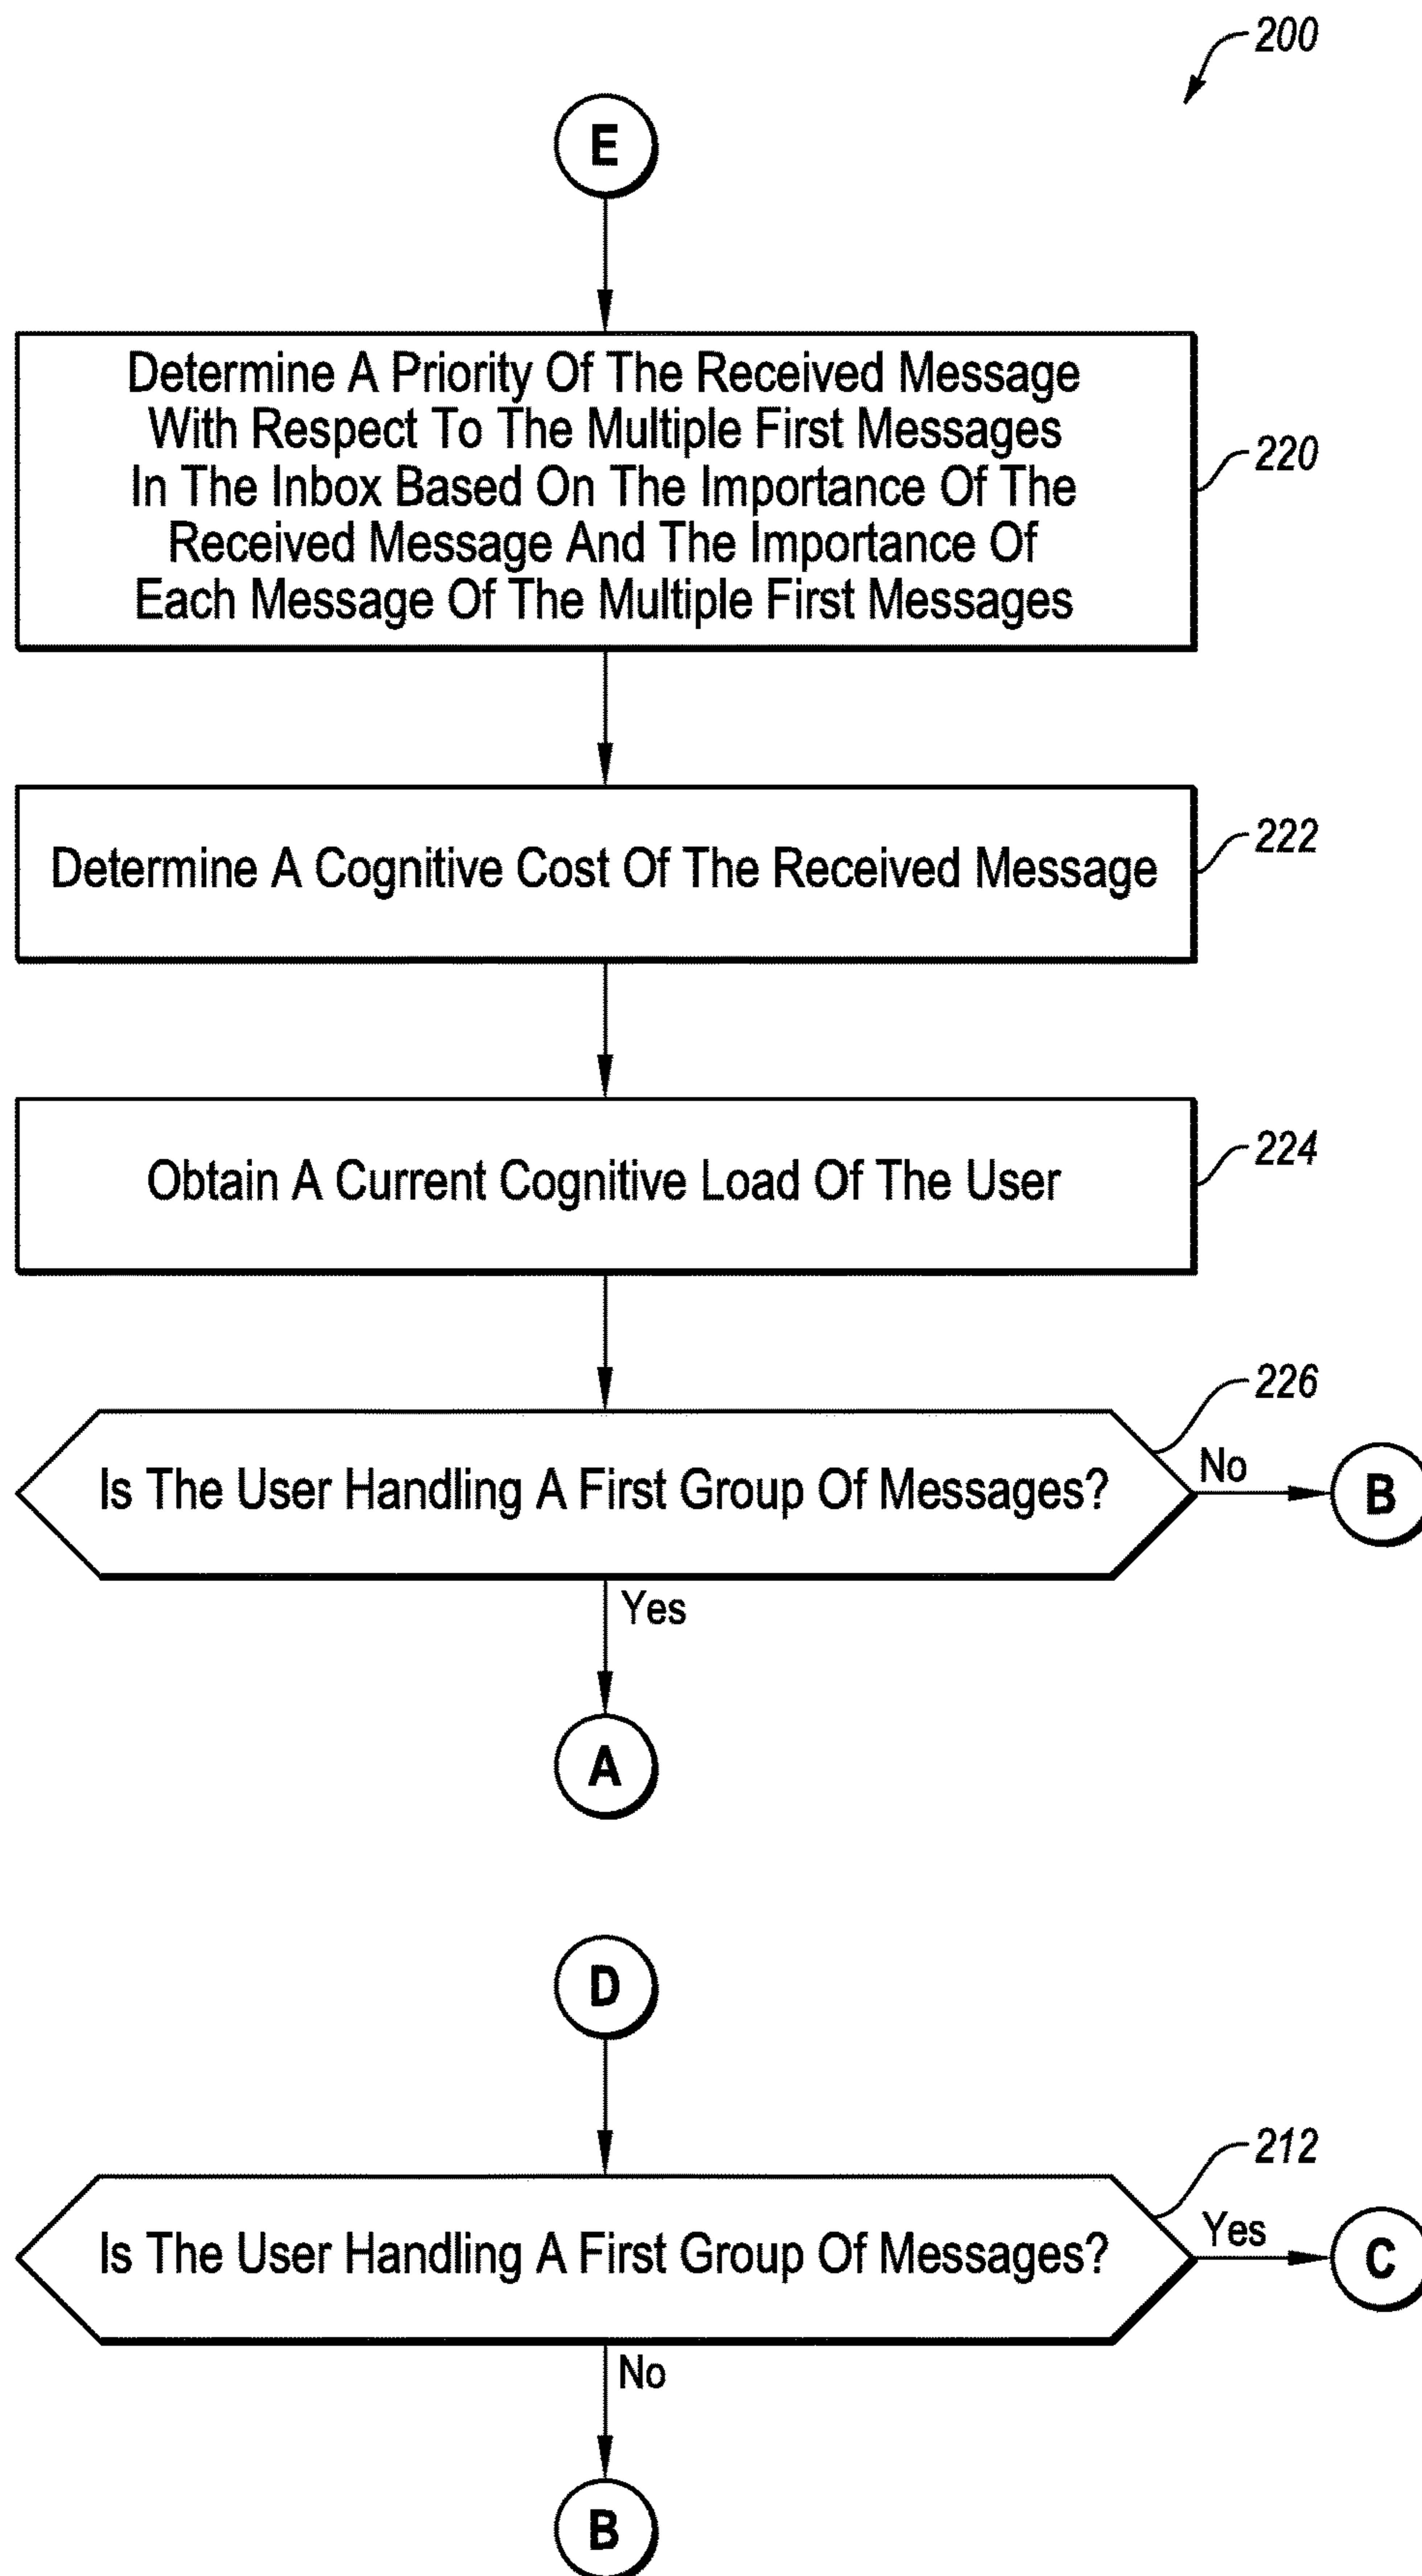 200
E
Determine A Priority Of The Received Message
With Respect To The Multiple First Messages
In The Inbox Based On The Importance Of The
Received Message And The Importance Of
Each Message Of The Multiple First Messages
220
Determine A Cognitive Cost Of The Received Message
222
Obtain A Current Cognitive Load Of The User
224
226
Is The User Handling A First Group Of Messages?
No
B
Yes
A
D
212
Is The User Handling A First Group Of Messages?
Yes
C
No
B